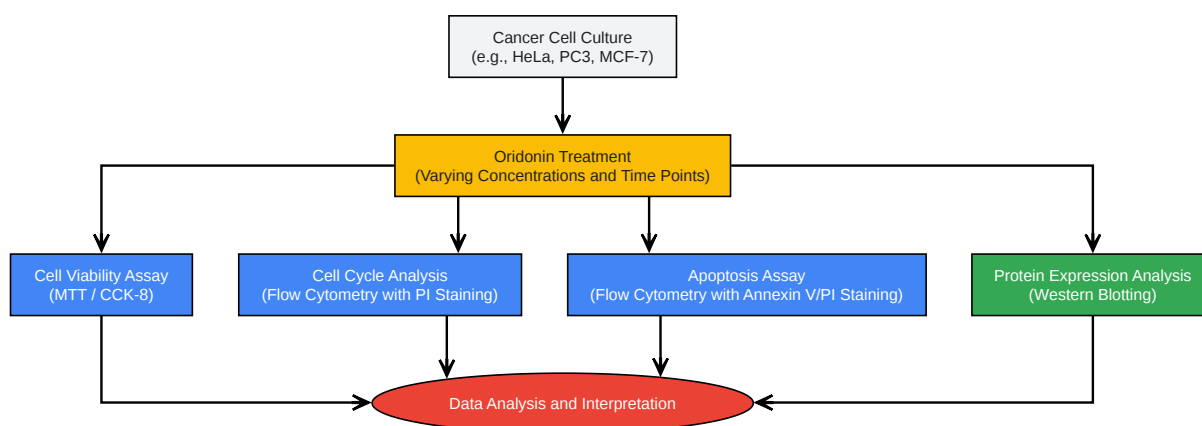 Cancer Cell Culture
(e.g., HeLa, PC3, MCF-7)
Oridonin Treatment
(Varying Concentrations and Time Points)
Cell Viability Assay
(MTT / CCK-8)
Cell Cycle Analysis
(Flow Cytometry with PI Staining)
Apoptosis Assay
(Flow Cytometry with Annexin V/PI Staining)
Protein Expression Analysis
(Western Blotting)
Data Analysis and Interpretation